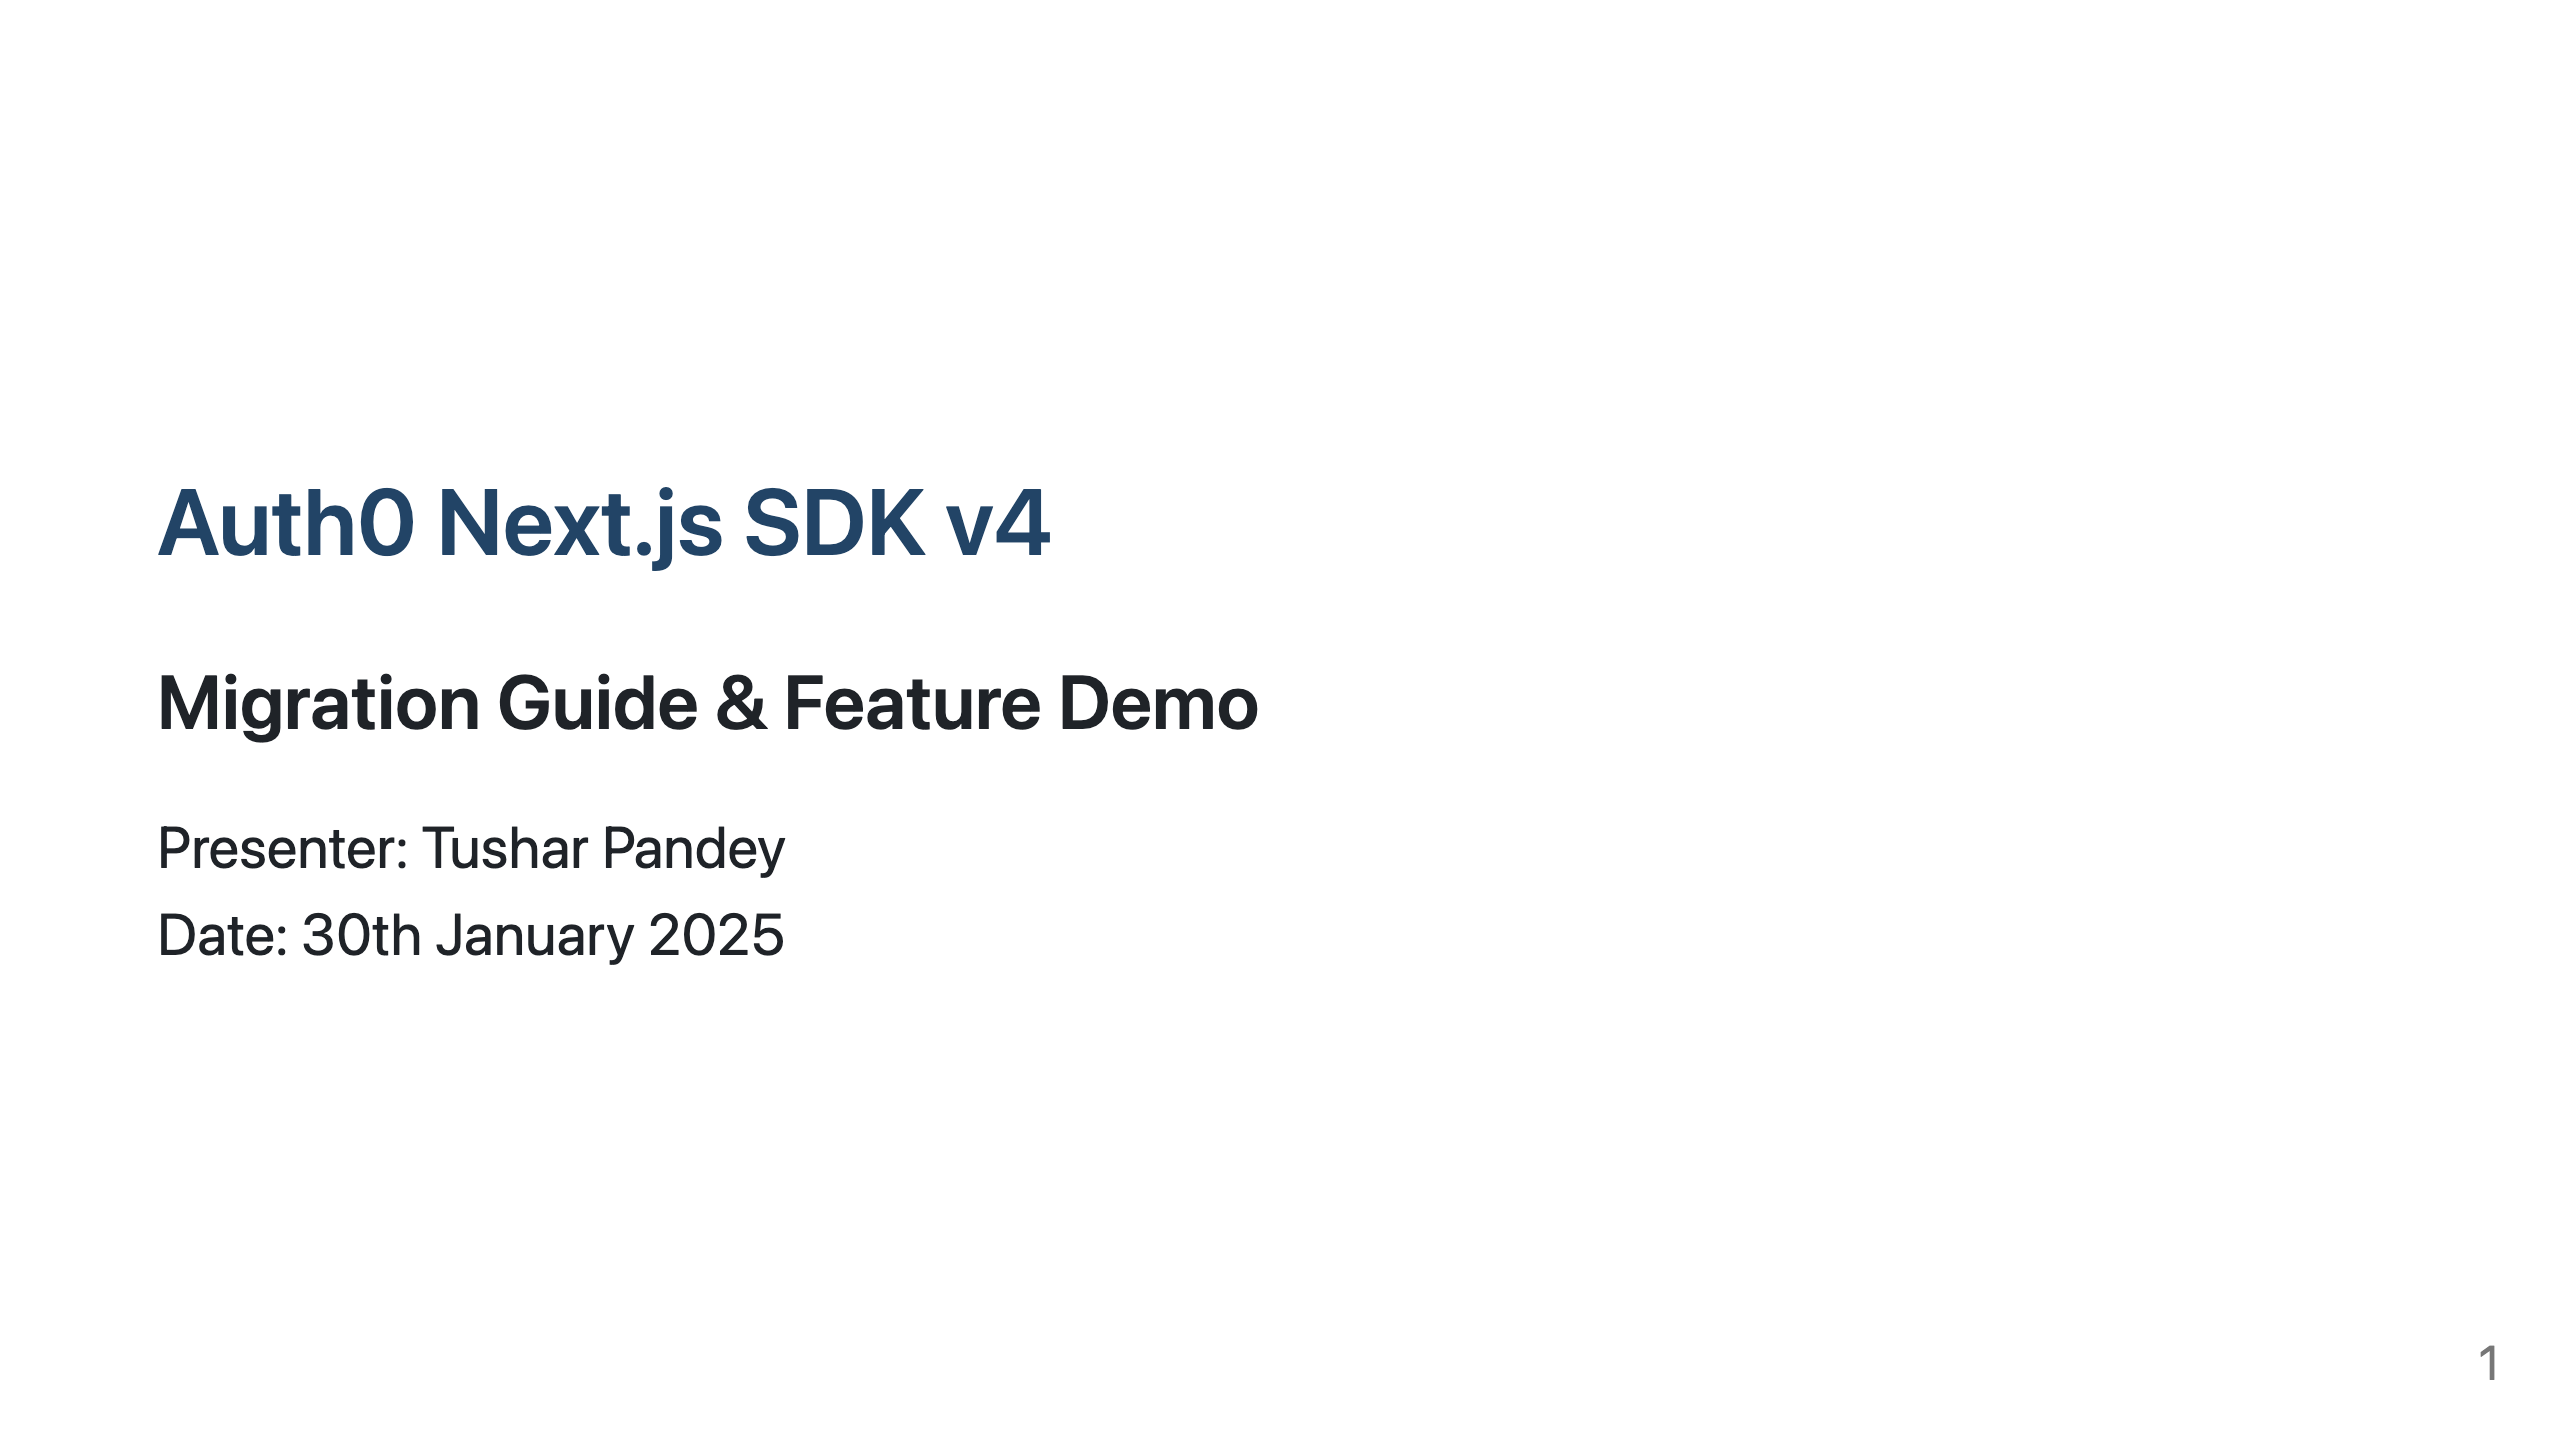 Auth0 Next.js SDK v4
Migration Guide & Feature Demo
Presenter: Tushar Pandey
Date: 30th January 2025
1